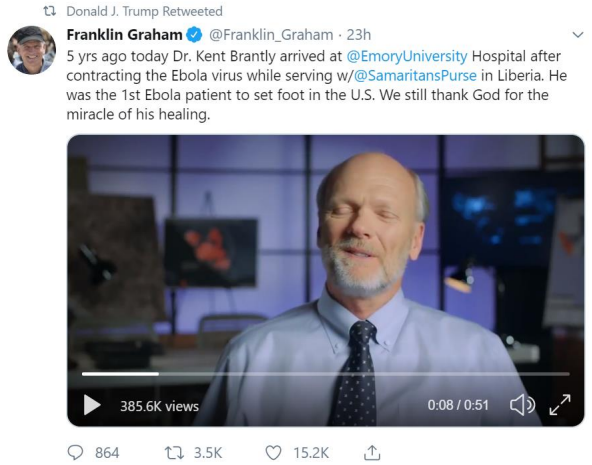 Donald J. Trump Retweeted
Franklin Graham @Franklin_Graham · 23h
5 yrs ago today Dr. Kent Brantly arrived at @EmoryUniversity Hospital after
contracting the Ebola virus while serving w/@SamaritansPurse in Liberia. He
was the 1st Ebola patient to set foot in the U.S. We still thank God for the
miracle of his healing.
385.6K views 0:08 / 0:51
864 3.5K 15.2K